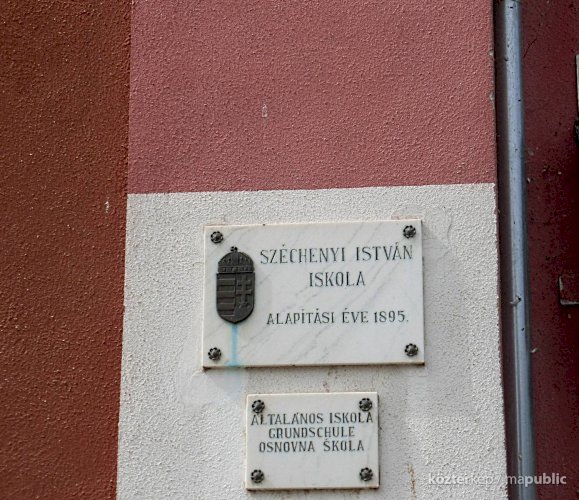 SZÉCHENYI ISTVÁN
ISKOLA
ALAPÍTÁSI ÉVE 1895.
ÁLTALÁNOS ISKOLA
GRUNDSCHULE
OSNOVNA ŠKOLA
köztérkép / mapublic